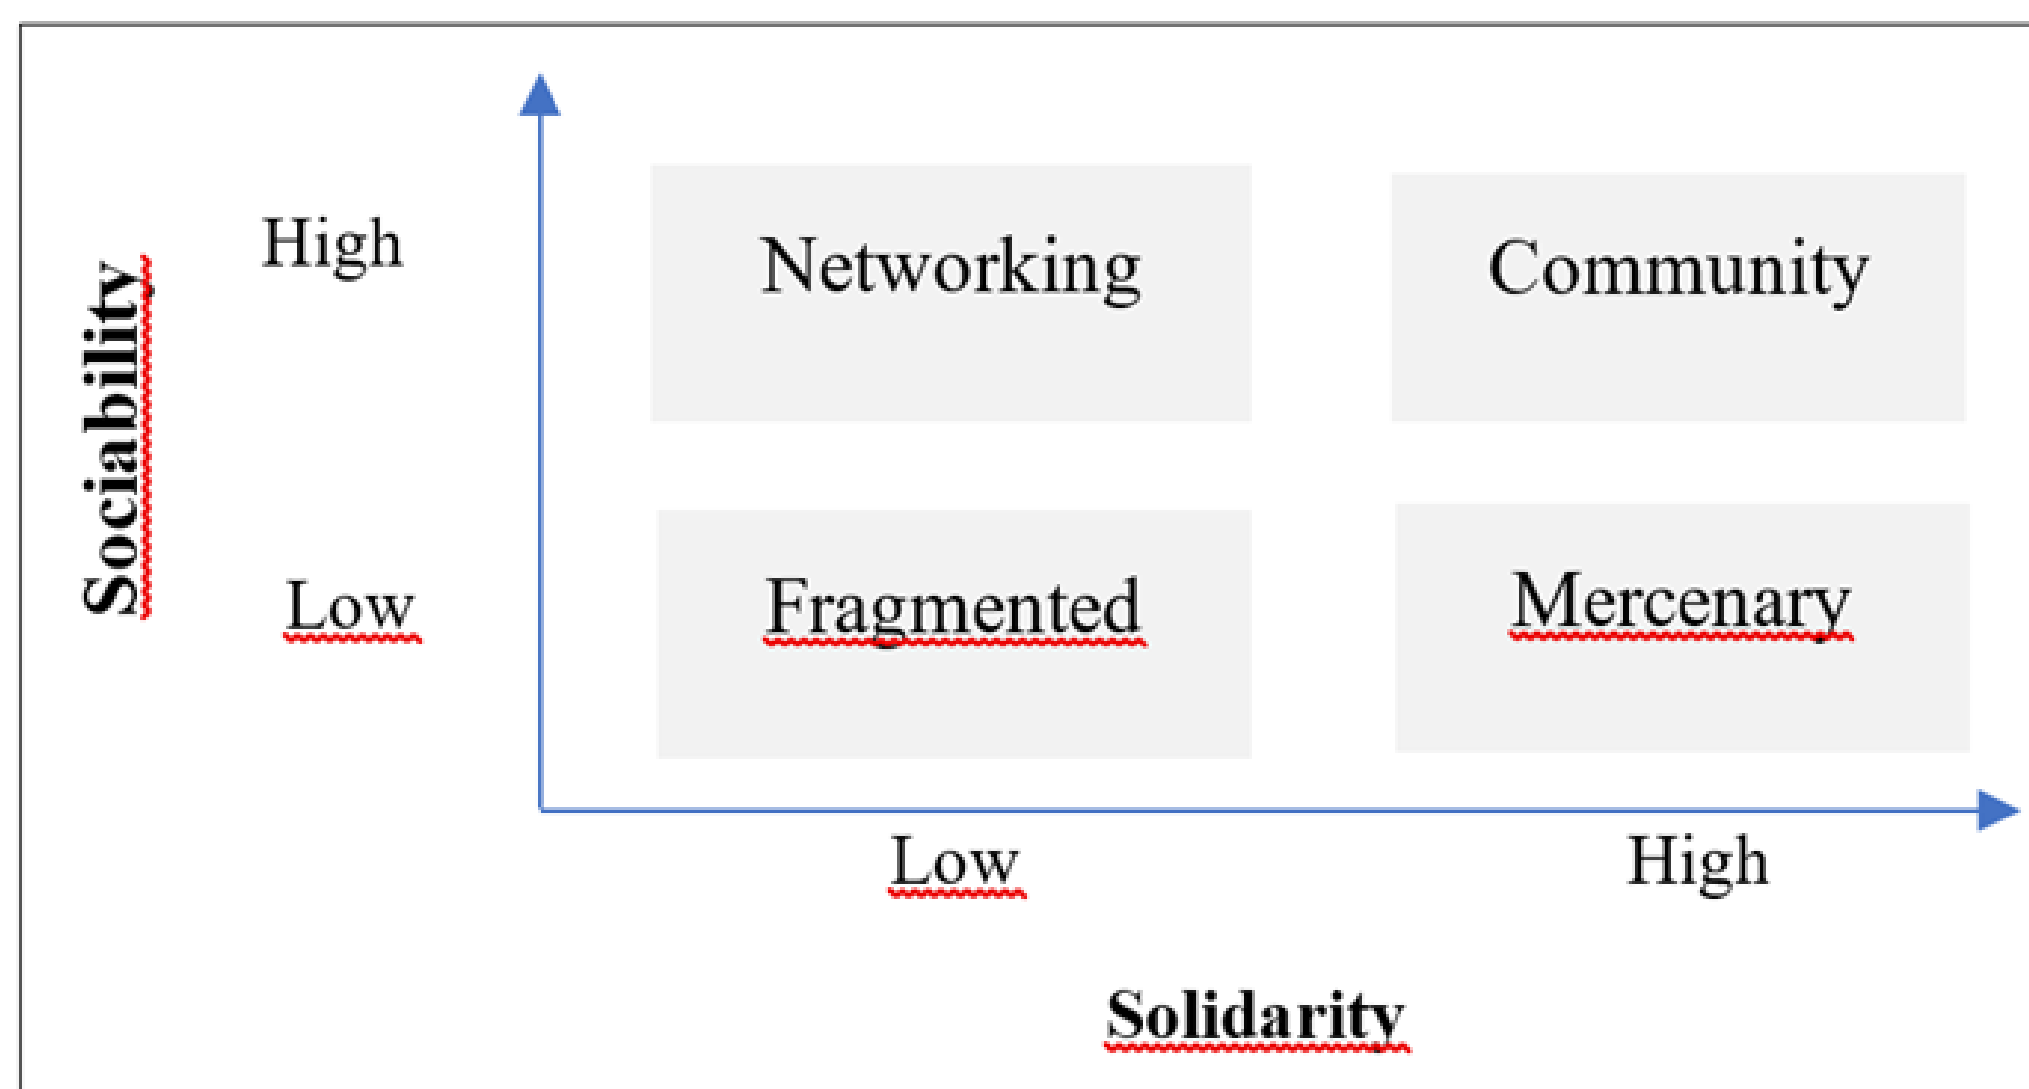 Sociability
High
Networking
Community
Low
Fragmented
Mercenary
Low
High
Solidarity